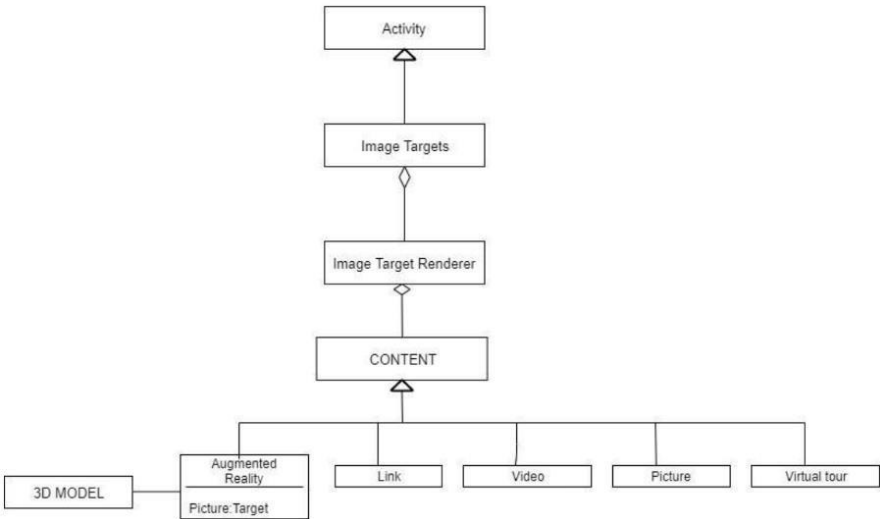 Activity
Image Targets
Image Target Renderer
CONTENT
Augmented
Reality
Picture:Target
Link
Video
Picture
Virtual tour
3D MODEL